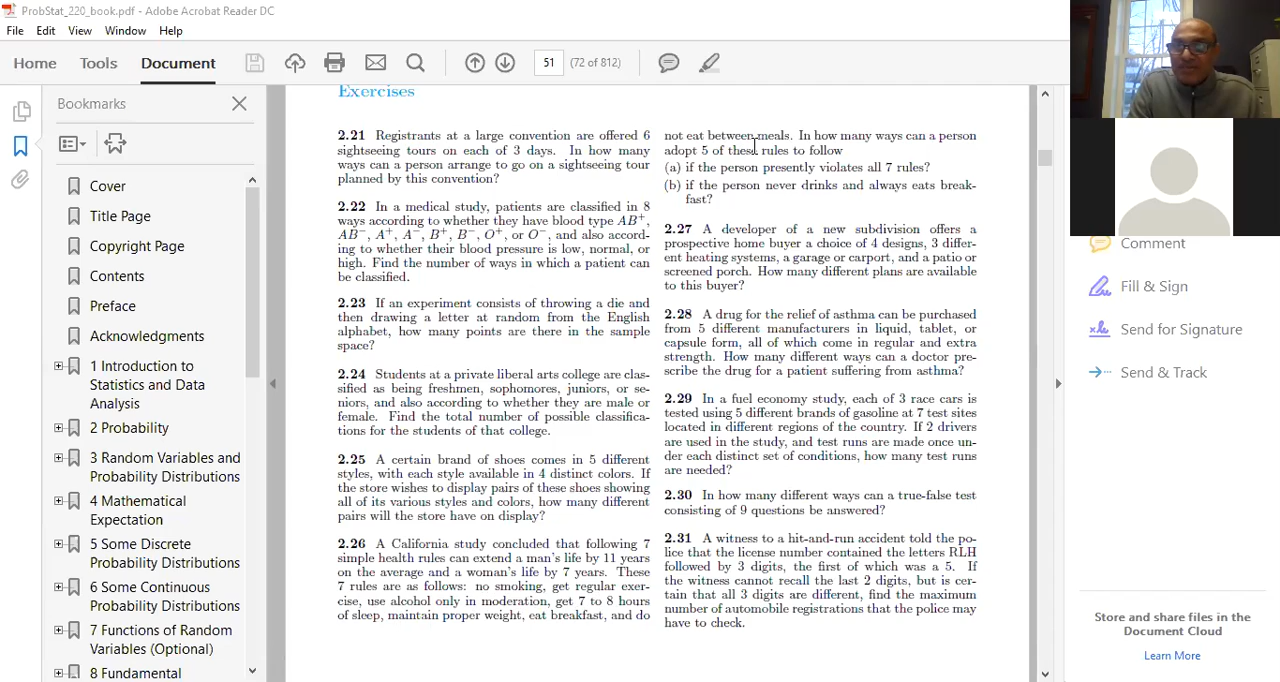 ProbStat_220_book.pdf - Adobe Acrobat Reader DC
File Edit View Window Help
Home Tools Document 51 (72 of 812)
Bookmarks
Cover
Title Page
Copyright Page
Contents
Preface
Acknowledgments
1 Introduction to
Statistics and Data
Analysis
2 Probability
3 Random Variables and
Probability Distributions
4 Mathematical
Expectation
5 Some Discrete
Probability Distributions
6 Some Continuous
Probability Distributions
7 Functions of Random
Variables (Optional)
8 Fundamental
Exercises
2.21 Registrants at a large convention are offered 6
sightseeing tours on each of 3 days. In how many
ways can a person arrange to go on a sightseeing tour
planned by this convention?
2.22 In a medical study, patients are classified in 8
ways according to whether they have blood type AB+,
AB−, A+, A−, B+, B−, O+, or O−, and also accord-
ing to whether their blood pressure is low, normal, or
high. Find the number of ways in which a patient can
be classified.
2.23 If an experiment consists of throwing a die and
then drawing a letter at random from the English
alphabet, how many points are there in the sample
space?
2.24 Students at a private liberal arts college are clas-
sified as being freshmen, sophomores, juniors, or se-
niors, and also according to whether they are male or
female. Find the total number of possible classifica-
tions for the students of that college.
2.25 A certain brand of shoes comes in 5 different
styles, with each style available in 4 distinct colors. If
the store wishes to display pairs of these shoes showing
all of its various styles and colors, how many different
pairs will the store have on display?
2.26 A California study concluded that following 7
simple health rules can extend a man's life by 11 years
on the average and a woman's life by 7 years. These
7 rules are as follows: no smoking, get regular exer-
cise, use alcohol only in moderation, get 7 to 8 hours
of sleep, maintain proper weight, eat breakfast, and do
not eat between meals. In how many ways can a person
adopt 5 of these rules to follow
(a) if the person presently violates all 7 rules?
(b) if the person never drinks and always eats break-
fast?
2.27 A developer of a new subdivision offers a
prospective home buyer a choice of 4 designs, 3 differ-
ent heating systems, a garage or carport, and a patio or
screened porch. How many different plans are available
to this buyer?
2.28 A drug for the relief of asthma can be purchased
from 5 different manufacturers in liquid, tablet, or
capsule form, all of which come in regular and extra
strength. How many different ways can a doctor pre-
scribe the drug for a patient suffering from asthma?
2.29 In a fuel economy study, each of 3 race cars is
tested using 5 different brands of gasoline at 7 test sites
located in different regions of the country. If 2 drivers
are used in the study, and test runs are made once un-
der each distinct set of conditions, how many test runs
are needed?
2.30 In how many different ways can a true-false test
consisting of 9 questions be answered?
2.31 A witness to a hit-and-run accident told the po-
lice that the license number contained the letters RLH
followed by 3 digits, the first of which was a 5. If
the witness cannot recall the last 2 digits, but is cer-
tain that all 3 digits are different, find the maximum
number of automobile registrations that the police may
have to check.
Comment
Fill & Sign
Send for Signature
Send & Track
Store and share files in the
Document Cloud
Learn More